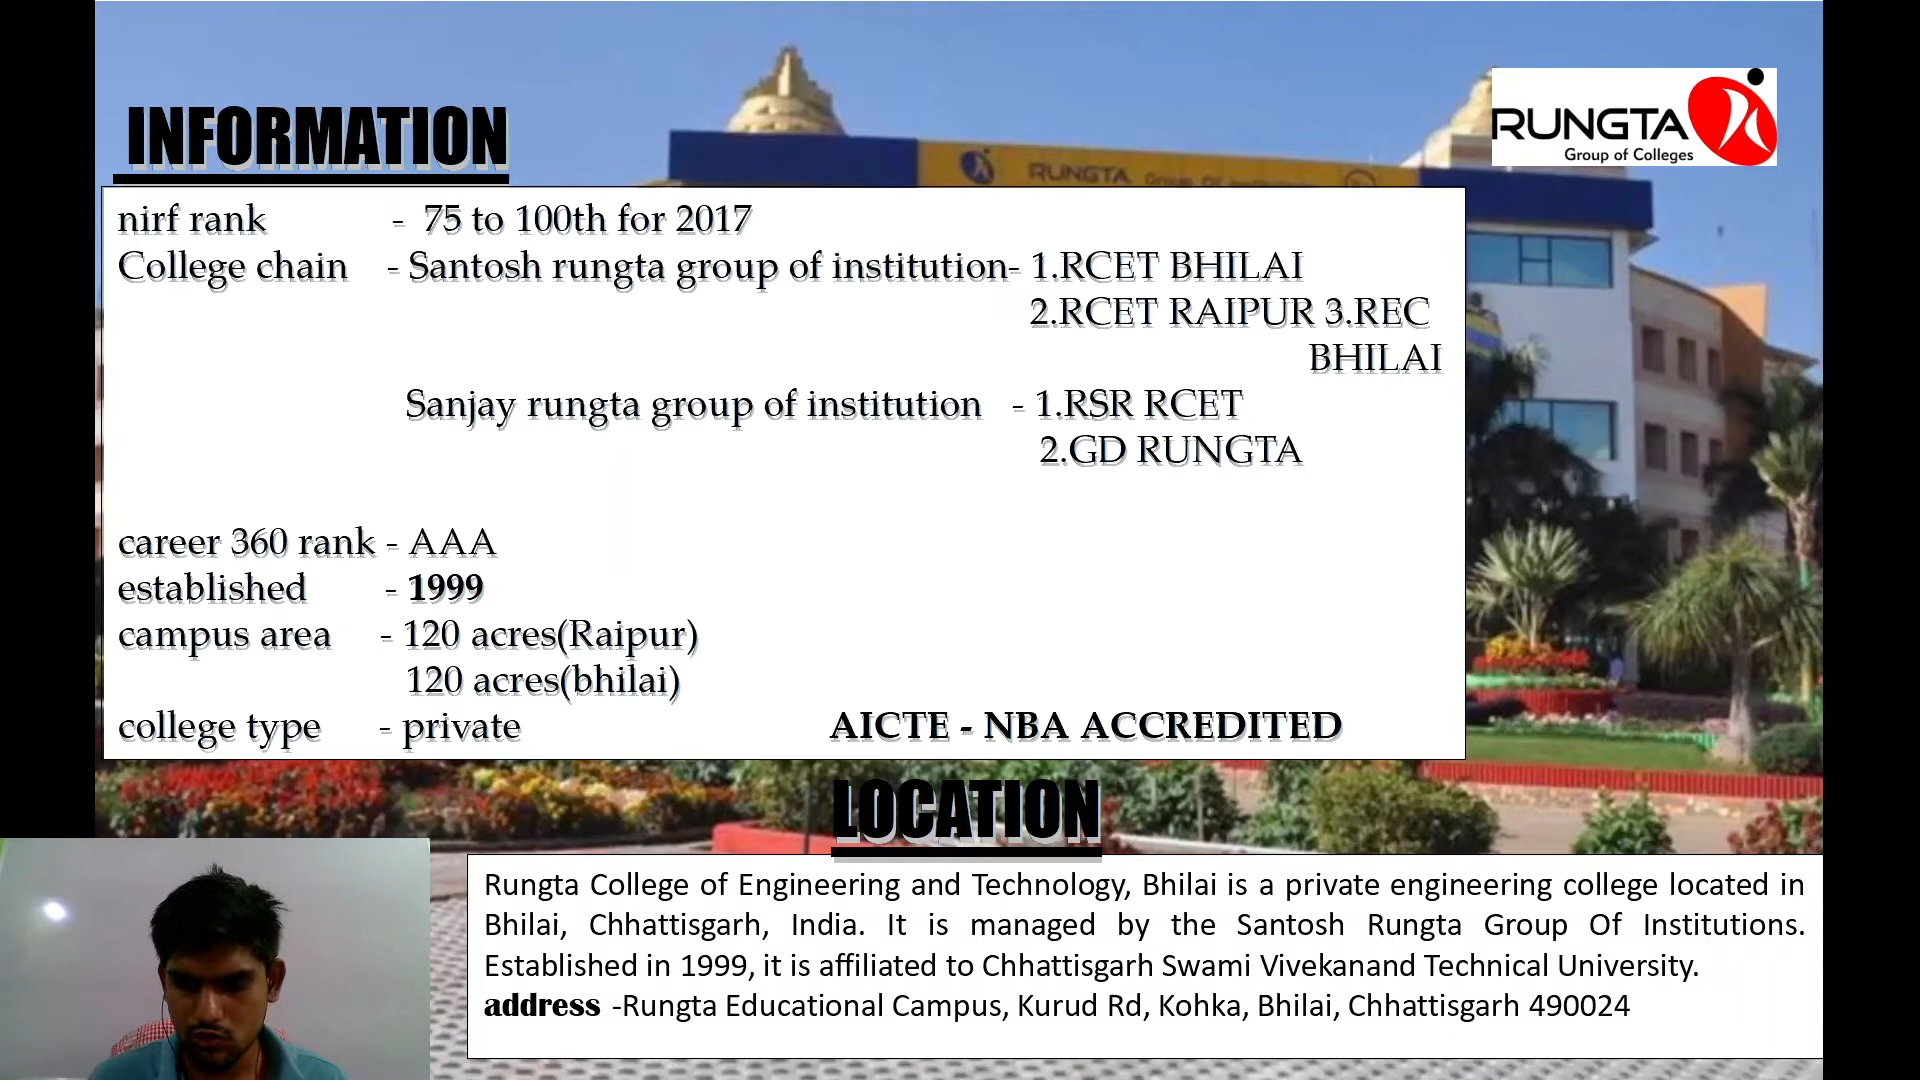 INFORMATION
RUNGTA
Group of Colleges
RUNGTA
nirf rank - 75 to 100th for 2017
College chain - Santosh rungta group of institution- 1.RCET BHILAI
2.RCET RAIPUR 3.REC
BHILAI
Sanjay rungta group of institution - 1.RSR RCET
2.GD RUNGTA
career 360 rank - AAA
established - 1999
campus area - 120 acres(Raipur)
120 acres(bhilai)
college type - private AICTE - NBA ACCREDITED
LOCATION
Rungta College of Engineering and Technology, Bhilai is a private engineering college located in
Bhilai, Chhattisgarh, India. It is managed by the Santosh Rungta Group Of Institutions.
Established in 1999, it is affiliated to Chhattisgarh Swami Vivekanand Technical University.
address -Rungta Educational Campus, Kurud Rd, Kohka, Bhilai, Chhattisgarh 490024